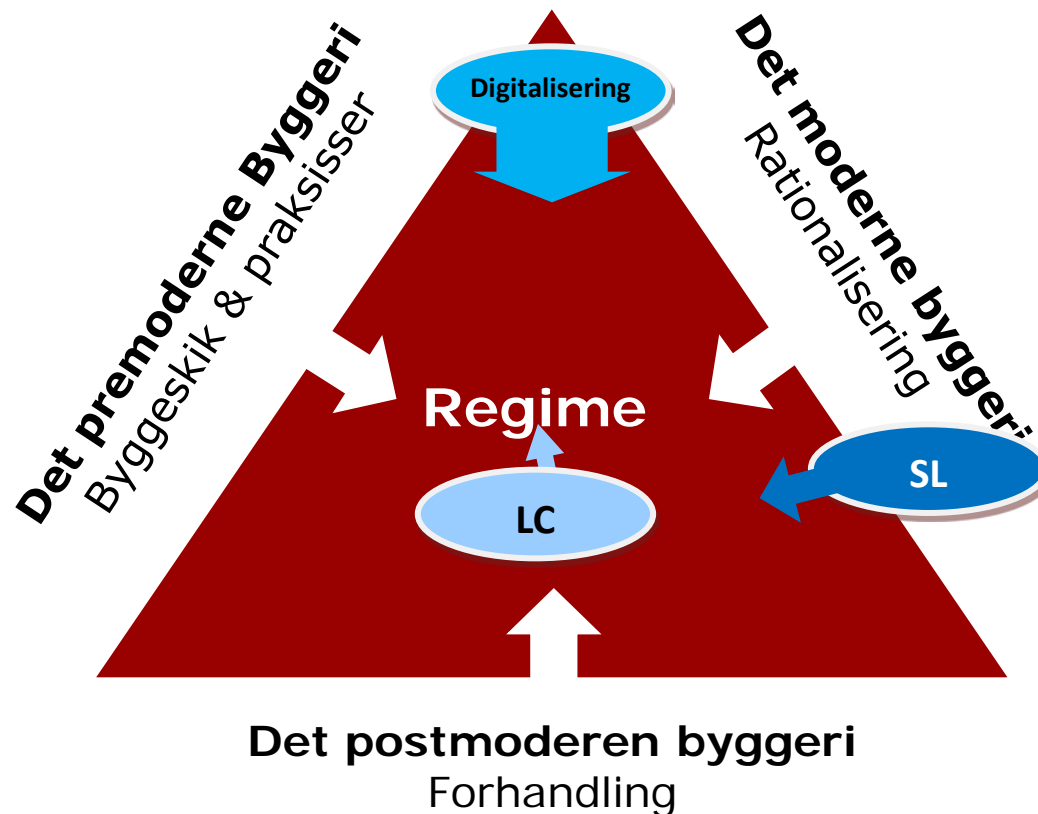 Digitalisering
Det premoderne Byggeri
Byggeskik & praksisser
Det moderne byggeri
Rationalisering
Regime
SL
LC
Det postmoderen byggeri
Forhandling